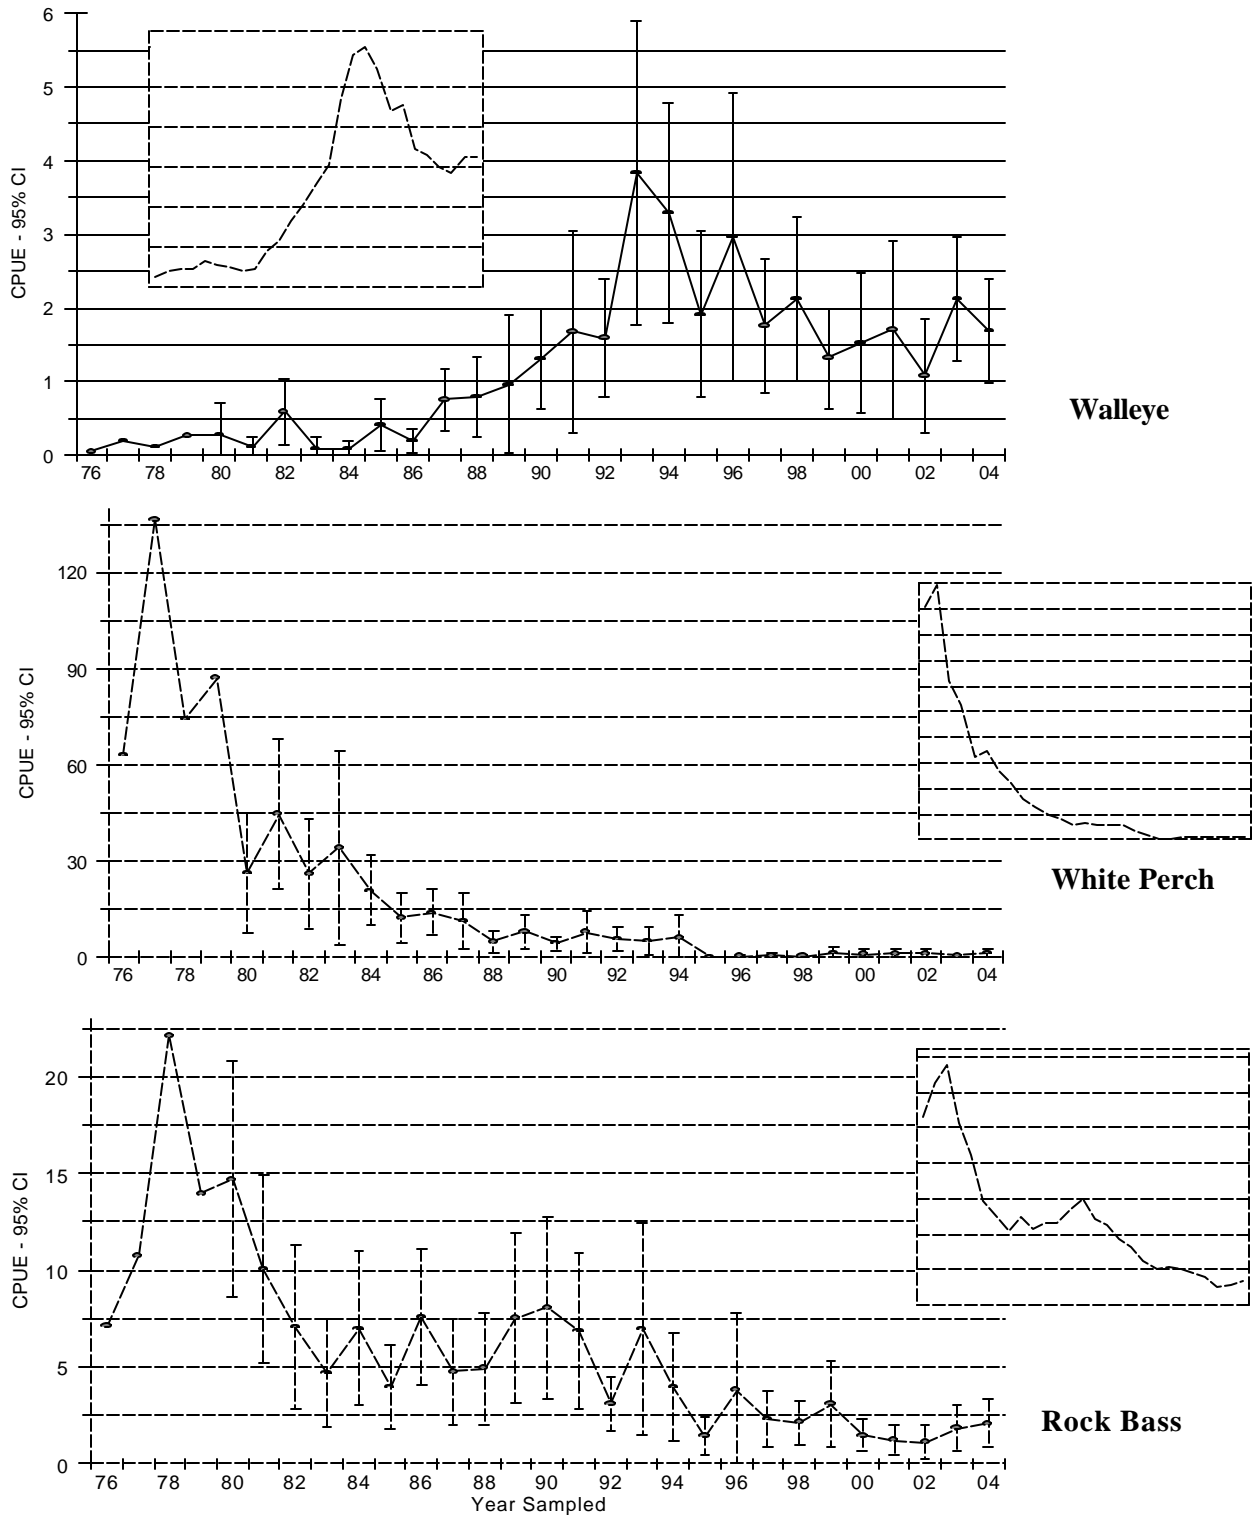 6
5
4
3
2
1
0
CPUE - 95% CI
76 78 80 82 84 86 88 90 92 94 96 98 00 02 04
Walleye
120
90
60
30
0
CPUE - 95% CI
76 78 80 82 84 86 88 90 92 94 96 98 00 02 04
White Perch
20
15
10
5
0
CPUE - 95% CI
76 78 80 82 84 86 88 90 92 94 96 98 00 02 04
Year Sampled
Rock Bass